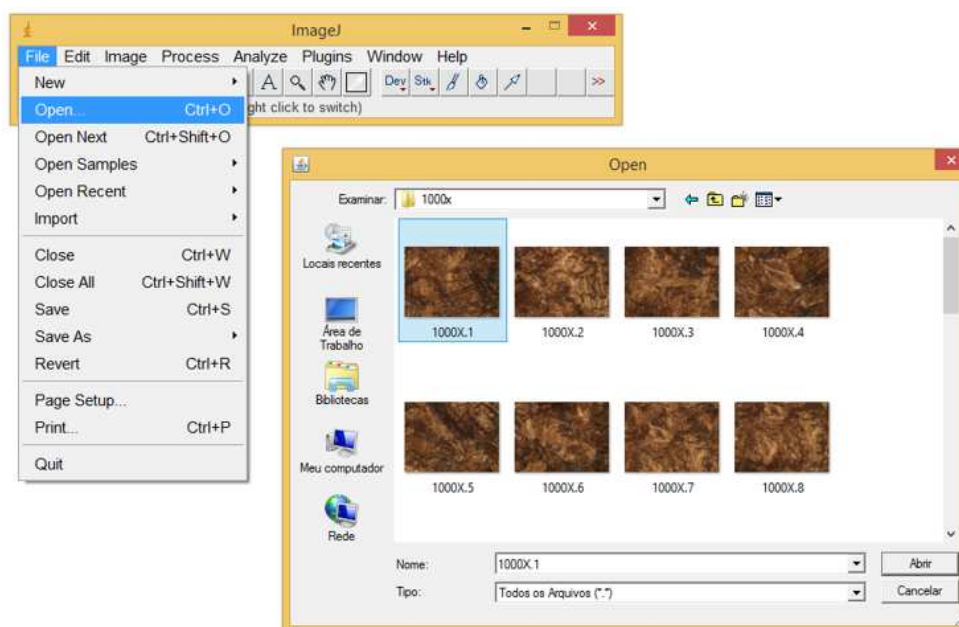 ImageJ
File Edit Image Process Analyze Plugins Window Help
A Dev Stk >>
ght click to switch)
New
Open... Ctrl+O
Open Next Ctrl+Shift+O
Open Samples
Open Recent
Import
Close Ctrl+W
Close All Ctrl+Shift+W
Save Ctrl+S
Save As
Revert Ctrl+R
Page Setup...
Print... Ctrl+P
Quit
Open
Examinar: 1000x
Locais recentes
Área de
Trabalho
Bibliotecas
Meu computador
Rede
1000X.1 1000X.2 1000X.3 1000X.4
1000X.5 1000X.6 1000X.7 1000X.8
Nome: 1000X.1 Abrir
Tipo: Todos os Arquivos (*.*) Cancelar